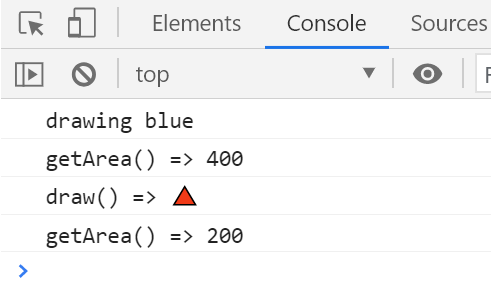 Elements Console Sources
top F
drawing blue
getArea() => 400
draw() => 🔺
getArea() => 200